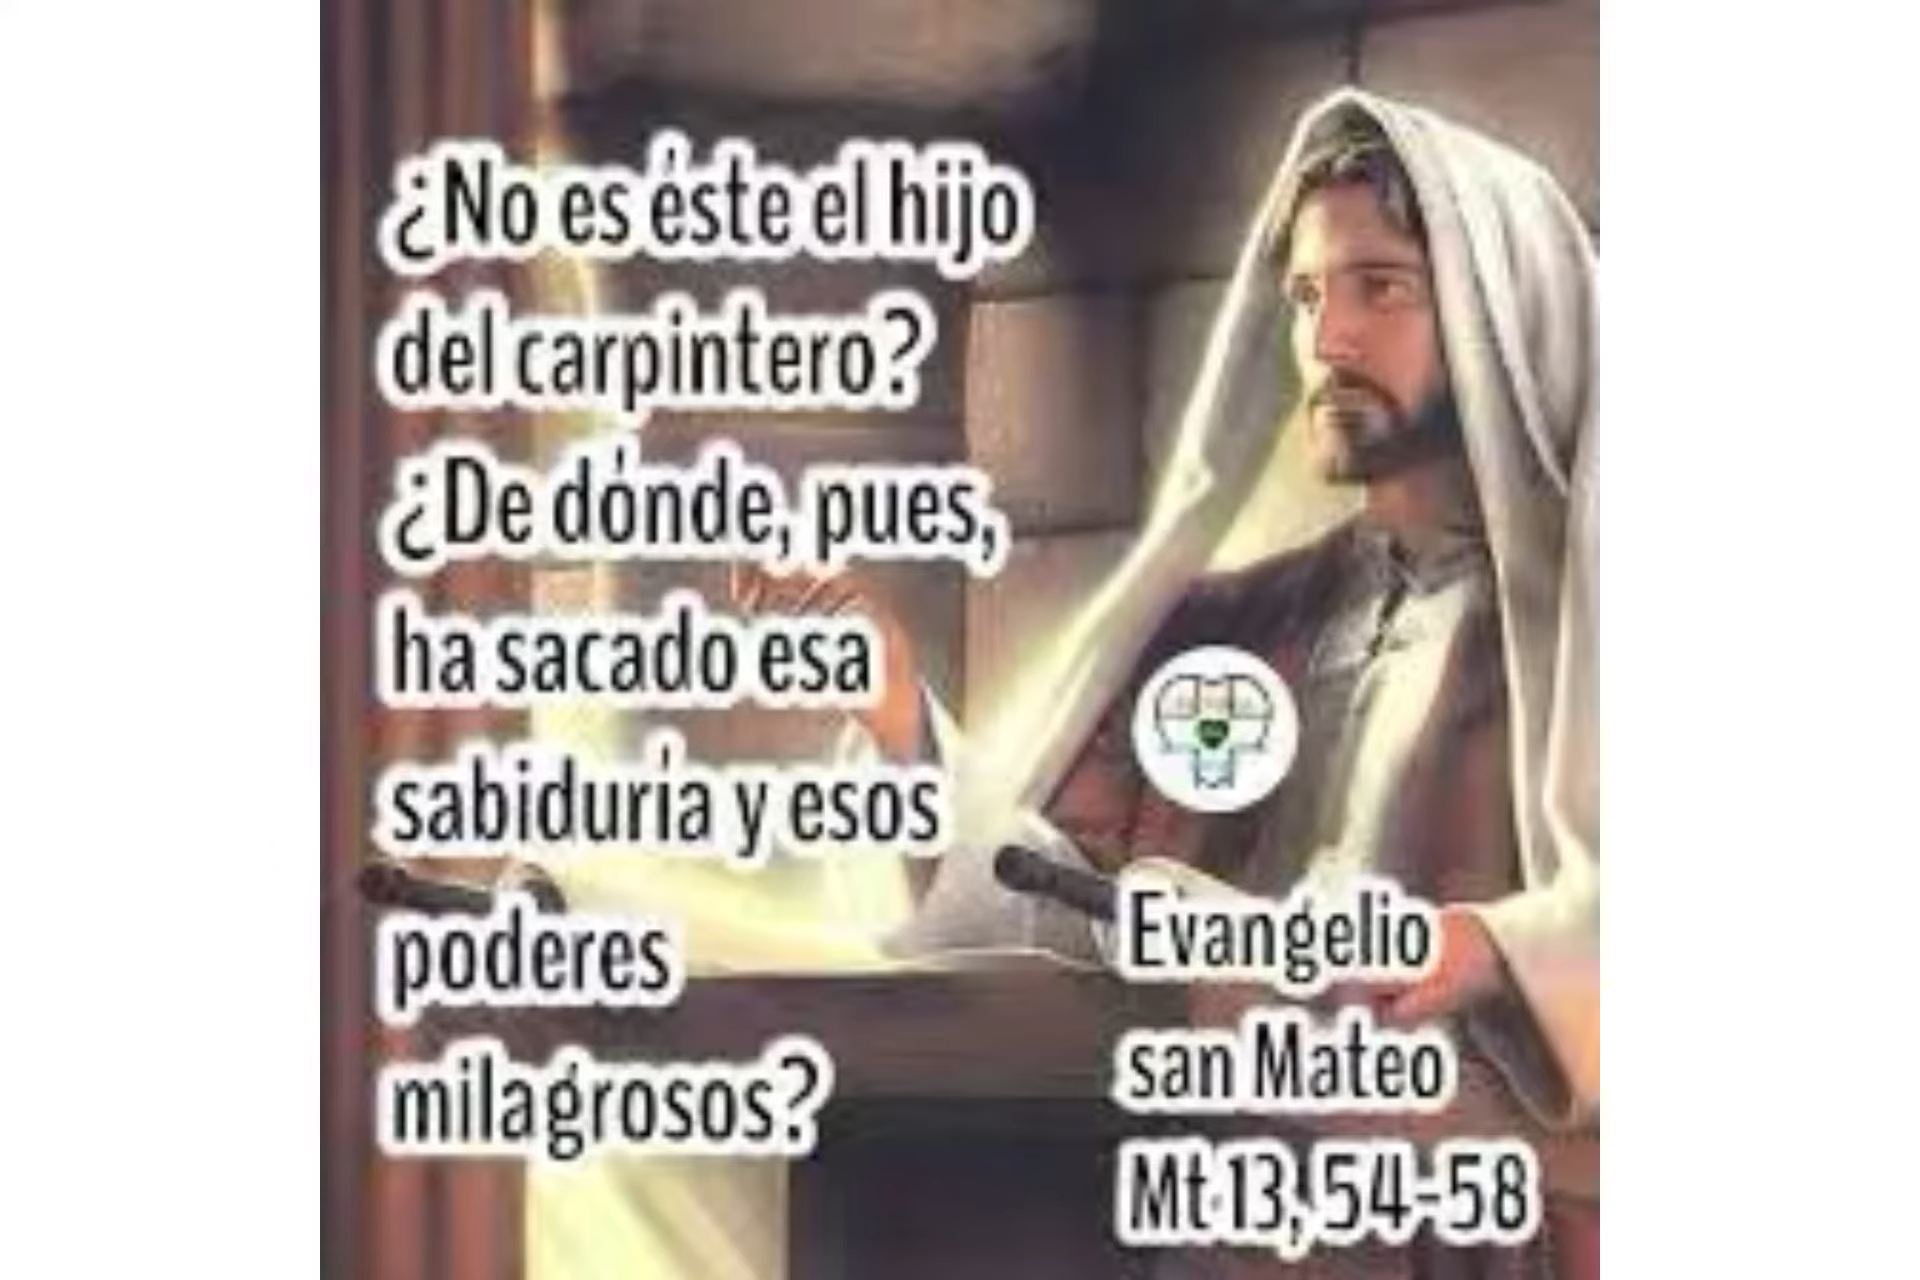 ¿No es éste el hijo
del carpintero?
¿De dónde, pues,
ha sacado esa
sabiduría y esos
poderes
milagrosos?
Evangelio
san Mateo
Mt 13, 54-58